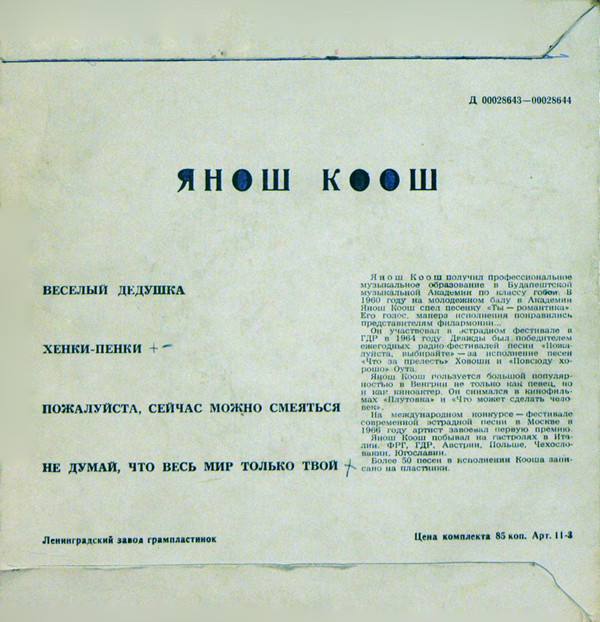 Д 00028643—00028644
ЯНОШ КООШ
ВЕСЕЛЫЙ ДЕДУШКА
ХЕНКИ-ПЕНКИ + -
ПОЖАЛУЙСТА, СЕЙЧАС МОЖНО СМЕЯТЬСЯ
НЕ ДУМАЙ, ЧТО ВЕСЬ МИР ТОЛЬКО ТВОЙ +
Янош Коош получил профессиональное
музыкальное образование в Будапештской
музыкальной Академии по классу гобоя. В
1960 году на молодежном балу в Академии
Янош Коош спел песенку «Ты — романтика».
Его голос, манера исполнения понравились
представителям филармонии...
Он участвовал в эстрадном фестивале в
ГДР в 1964 году. Дважды был победителем
ежегодных радио-фестивалей песни «Пожа-
луйста, выбирайте» — за исполнение песен
«Что за прелесть» Ховоши и «Повсюду хо-
рошо» Оута.
Янош Коош пользуется большой популяр-
ностью в Венгрии не только как певец, но
и как киноактер. Он снимался в кинофиль-
мах «Плутовка» и «Что может сделать чело-
век».
На международном конкурсе — фестивале
современной эстрадной песни в Москве в
1966 году артист завоевал первую премию.
Янош Коош побывал на гастролях в Ита-
лии, ФРГ, ГДР, Австрии, Польше, Чехосло-
вакии, Югославии.
Более 50 песен в исполнении Кооша запи-
сано на пластинки.
Ленинградский завод грампластинок
Цена комплекта 85 коп. Арт. 11-3